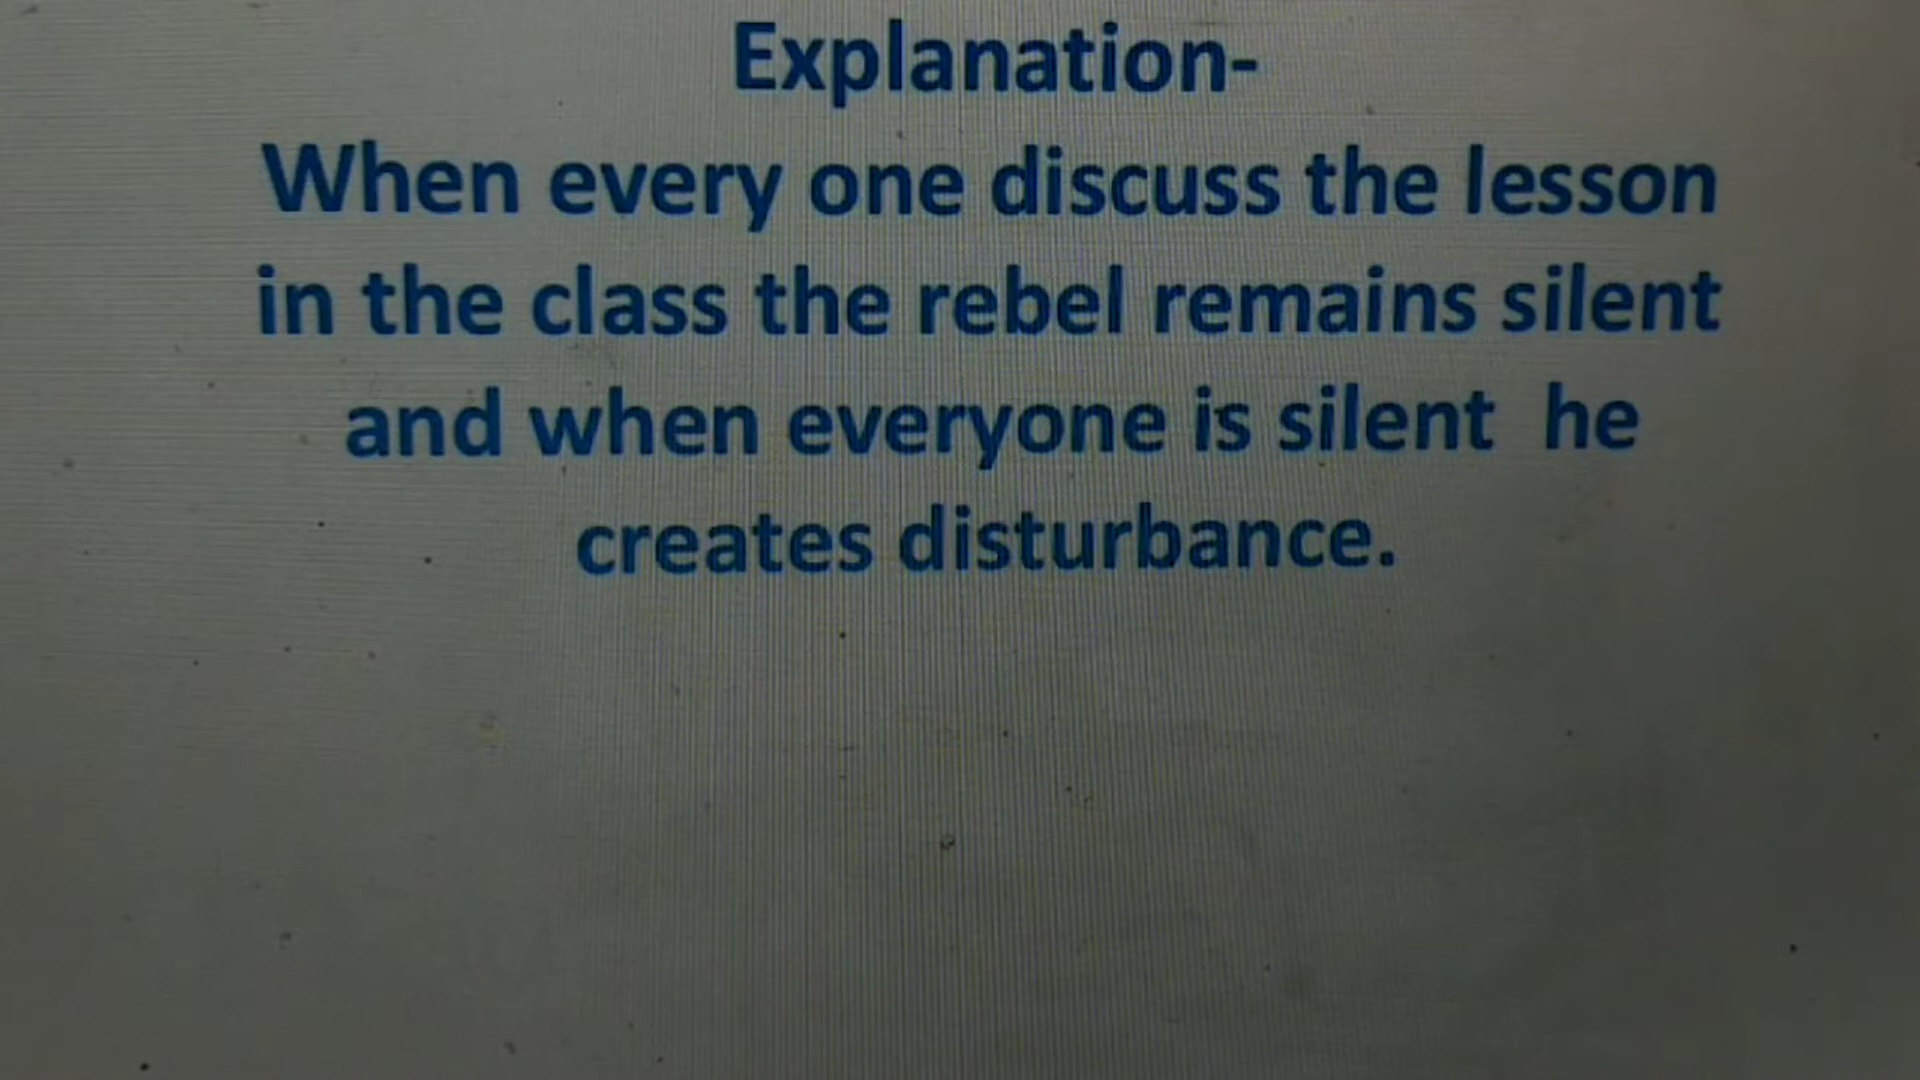 Explanation-
When every one discuss the lesson
in the class the rebel remains silent
and when everyone is silent  he
creates disturbance.